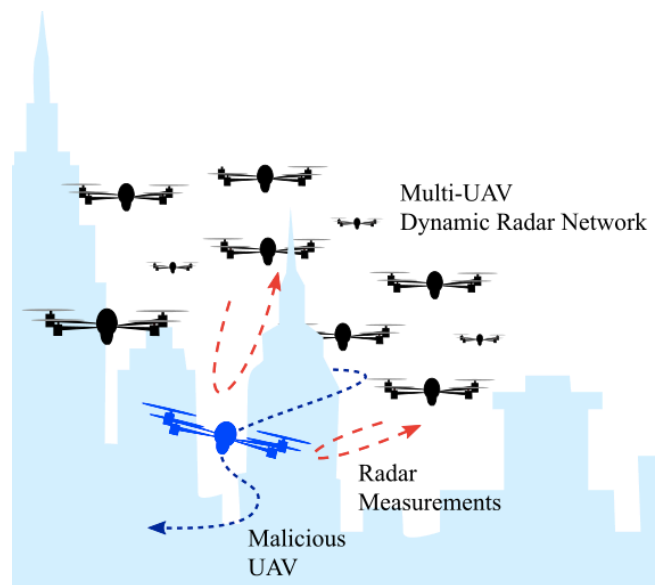 Multi-UAV
Dynamic Radar Network
Radar
Measurements
Malicious
UAV